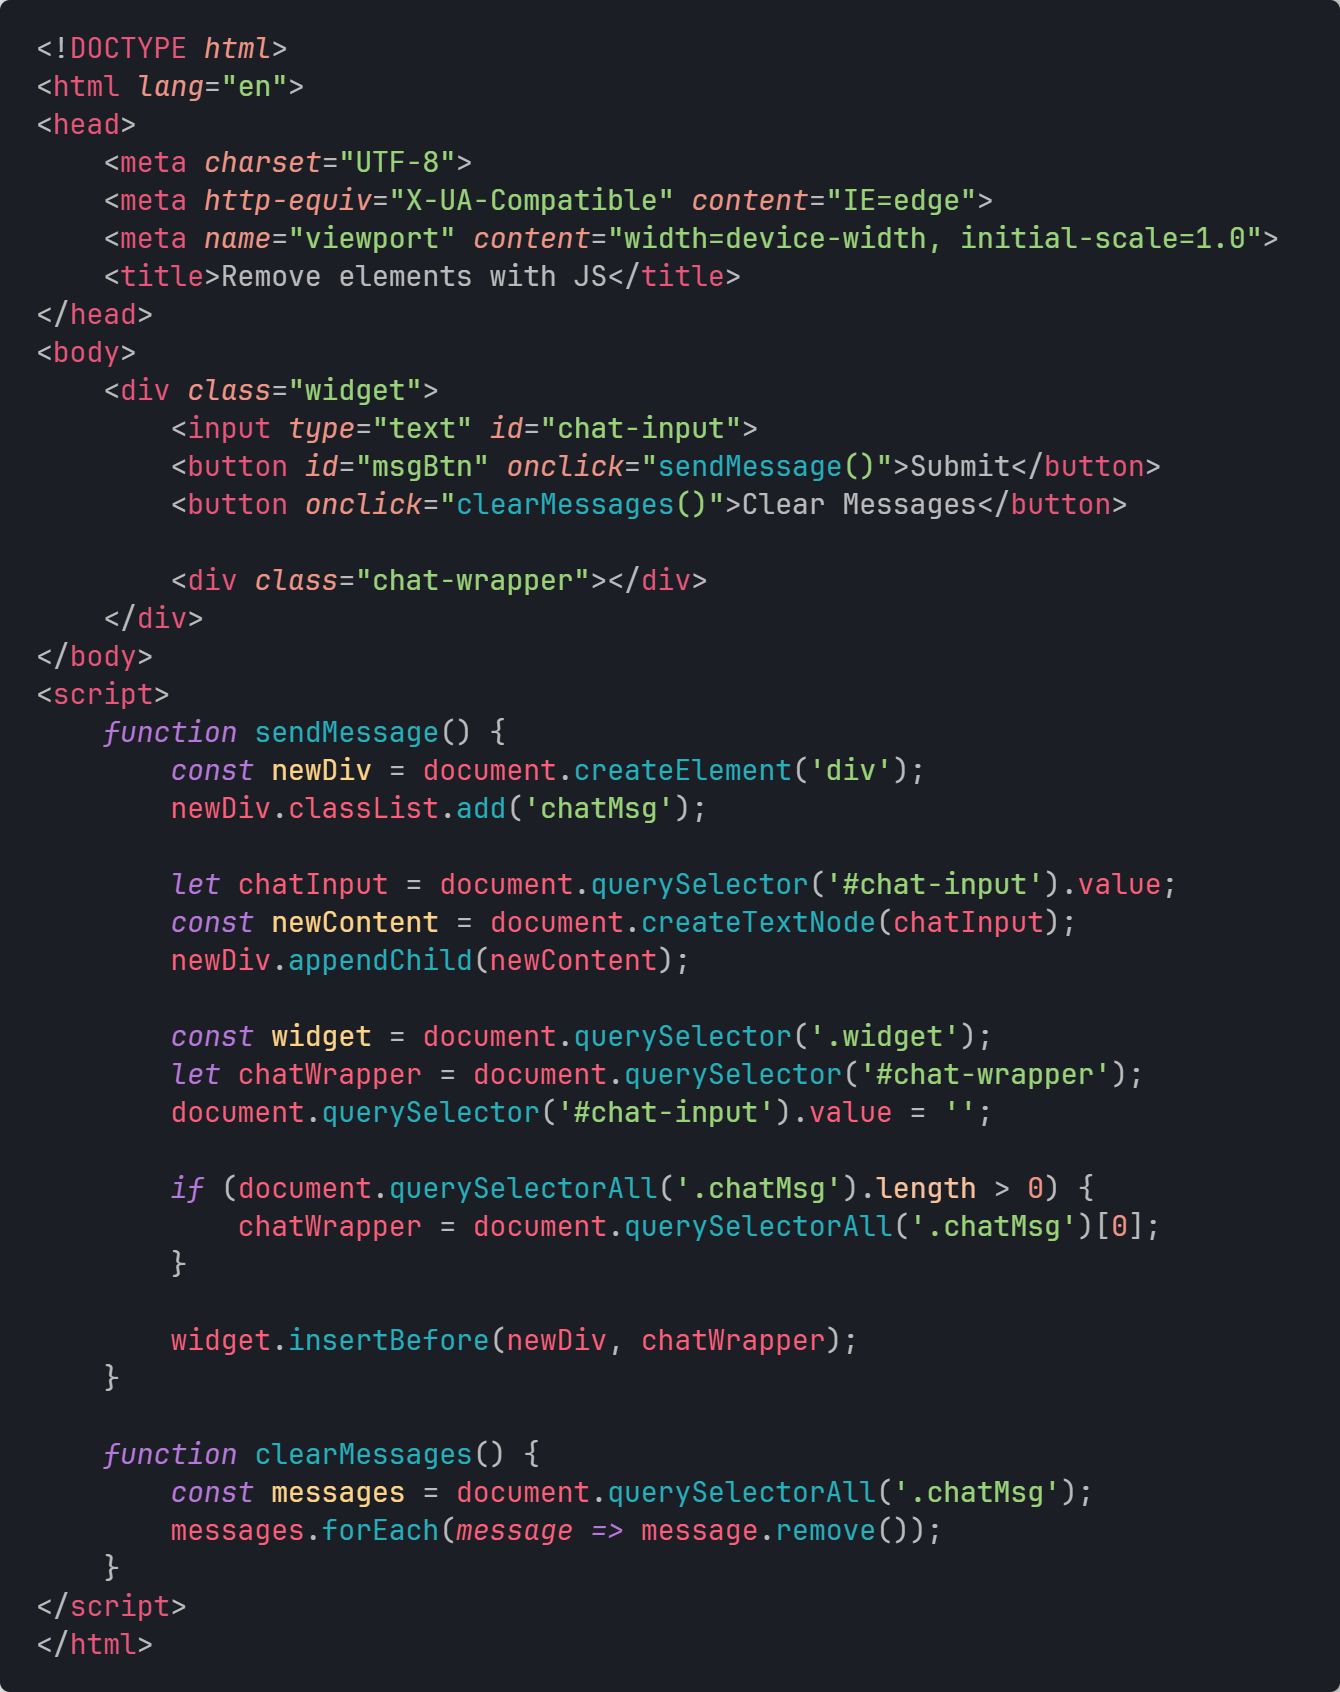 <!DOCTYPE html>
<html lang="en">
<head>
    <meta charset="UTF-8">
    <meta http-equiv="X-UA-Compatible" content="IE=edge">
    <meta name="viewport" content="width=device-width, initial-scale=1.0">
    <title>Remove elements with JS</title>
</head>
<body>
    <div class="widget">
        <input type="text" id="chat-input">
        <button id="msgBtn" onclick="sendMessage()">Submit</button>
        <button onclick="clearMessages()">Clear Messages</button>

        <div class="chat-wrapper"></div>
    </div>
</body>
<script>
    function sendMessage() {
        const newDiv = document.createElement('div');
        newDiv.classList.add('chatMsg');

        let chatInput = document.querySelector('#chat-input').value;
        const newContent = document.createTextNode(chatInput);
        newDiv.appendChild(newContent);

        const widget = document.querySelector('.widget');
        let chatWrapper = document.querySelector('#chat-wrapper');
        document.querySelector('#chat-input').value = '';

        if (document.querySelectorAll('.chatMsg').length > 0) {
            chatWrapper = document.querySelectorAll('.chatMsg')[0];
        }

        widget.insertBefore(newDiv, chatWrapper);
    }

    function clearMessages() {
        const messages = document.querySelectorAll('.chatMsg');
        messages.forEach(message => message.remove());
    }
</script>
</html>